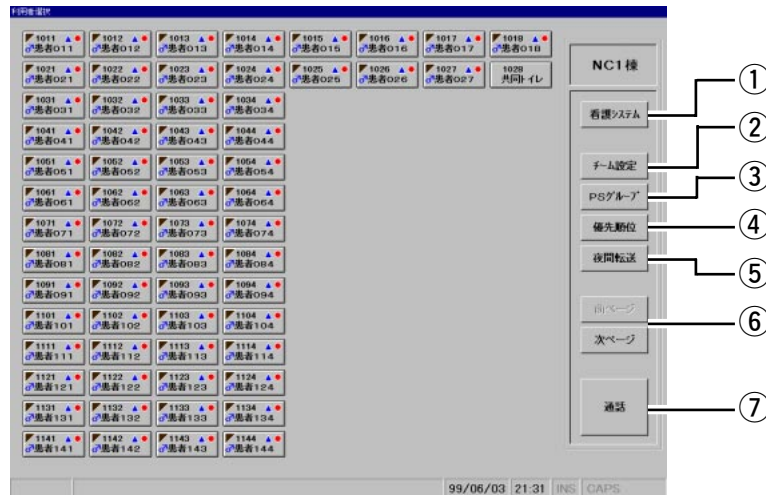 利用者選択
1011 ▲ ● 1012 ▲ ● 1013 ▲ ● 1014 ▲ ● 1015 ▲ ● 1016 ▲ ● 1017 ▲ ● 1018 ▲ ●
♂患者011 ♂患者012 ♂患者013 ♂患者014 ♂患者015 ♂患者016 ♂患者017 ♂患者018
NC1棟
1021 ▲ ● 1022 ▲ ● 1023 ▲ ● 1024 ▲ ● 1025 ▲ ● 1026 ▲ ● 1027 ▲ ● 1028
♂患者021 ♂患者022 ♂患者023 ♂患者024 ♂患者025 ♂患者026 ♂患者027 共同トイレ
1031 ▲ ● 1032 ▲ ● 1033 ▲ ● 1034 ▲ ●
♂患者031 ♂患者032 ♂患者033 ♂患者034
看護システム ①
1041 ▲ ● 1042 ▲ ● 1043 ▲ ● 1044 ▲ ●
♂患者041 ♂患者042 ♂患者043 ♂患者044
1051 ▲ ● 1052 ▲ ● 1053 ▲ ● 1054 ▲ ●
♂患者051 ♂患者052 ♂患者053 ♂患者054
チーム設定 ②
1061 ▲ ● 1062 ▲ ● 1063 ▲ ● 1064 ▲ ●
♂患者061 ♂患者062 ♂患者063 ♂患者064
PSグループ ③
1071 ▲ ● 1072 ▲ ● 1073 ▲ ● 1074 ▲ ●
♂患者071 ♂患者072 ♂患者073 ♂患者074
優先順位 ④
1081 ▲ ● 1082 ▲ ● 1083 ▲ ● 1084 ▲ ●
♂患者081 ♂患者082 ♂患者083 ♂患者084
夜間転送 ⑤
1091 ▲ ● 1092 ▲ ● 1093 ▲ ● 1094 ▲ ●
♂患者091 ♂患者092 ♂患者093 ♂患者094
1101 ▲ ● 1102 ▲ ● 1103 ▲ ● 1104 ▲ ●
♂患者101 ♂患者102 ♂患者103 ♂患者104
前ページ ⑥
1111 ▲ ● 1112 ▲ ● 1113 ▲ ● 1114 ▲ ●
♂患者111 ♂患者112 ♂患者113 ♂患者114
次ページ
1121 ▲ ● 1122 ▲ ● 1123 ▲ ● 1124 ▲ ●
♂患者121 ♂患者122 ♂患者123 ♂患者124
1131 ▲ ● 1132 ▲ ● 1133 ▲ ● 1134 ▲ ●
♂患者131 ♂患者132 ♂患者133 ♂患者134
通話 ⑦
1141 ▲ ● 1142 ▲ ● 1143 ▲ ● 1144 ▲ ●
♂患者141 ♂患者142 ♂患者143 ♂患者144
99/06/03 21:31 INS CAPS